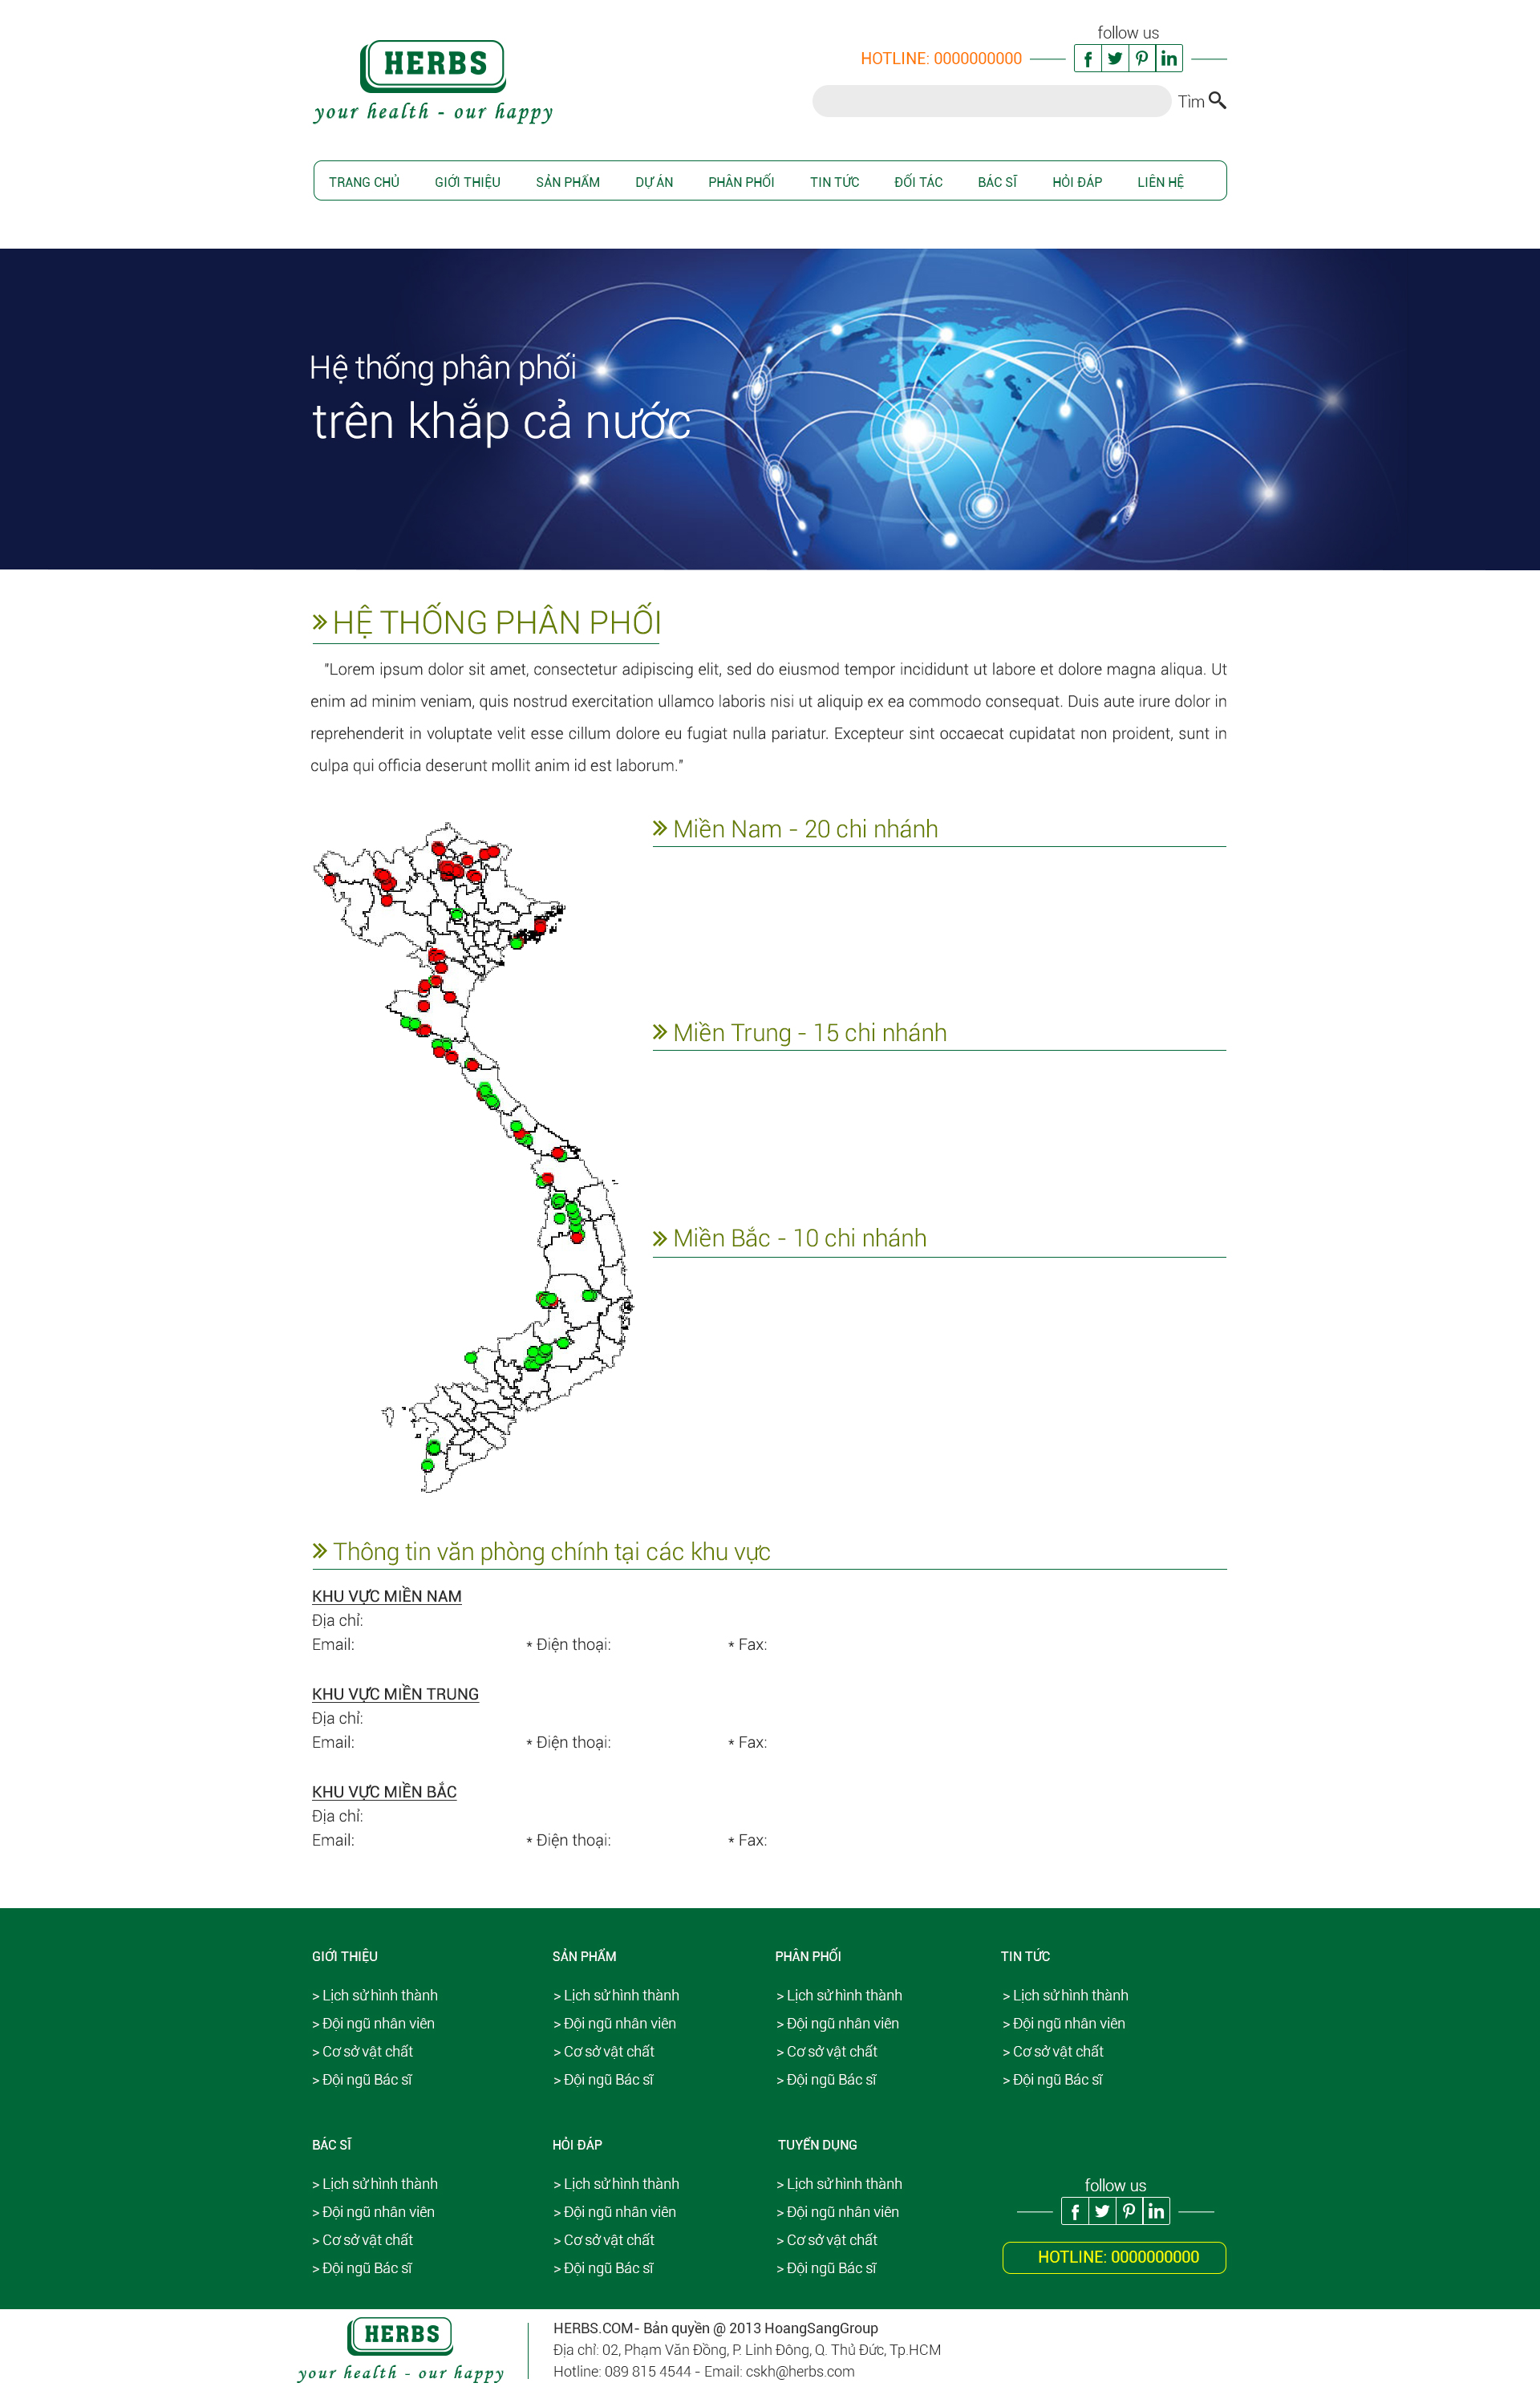 HERBS
your health - our happy
follow us
HOTLINE: 0000000000
Tìm
TRANG CHỦ GIỚI THIỆU SẢN PHẨM DỰ ÁN PHÂN PHỐI TIN TỨC ĐỐI TÁC BÁC SĨ HỎI ĐÁP LIÊN HỆ
Hệ thống phân phối
trên khắp cả nước
HỆ THỐNG PHÂN PHỐI
"Lorem ipsum dolor sit amet, consectetur adipiscing elit, sed do eiusmod tempor incididunt ut labore et dolore magna aliqua. Ut
enim ad minim veniam, quis nostrud exercitation ullamco laboris nisi ut aliquip ex ea commodo consequat. Duis aute irure dolor in
reprehenderit in voluptate velit esse cillum dolore eu fugiat nulla pariatur. Excepteur sint occaecat cupidatat non proident, sunt in
culpa qui officia deserunt mollit anim id est laborum."
Miền Nam - 20 chi nhánh
Miền Trung - 15 chi nhánh
Miền Bắc - 10 chi nhánh
Thông tin văn phòng chính tại các khu vực
KHU VỰC MIỀN NAM
Địa chỉ:
Email: * Điện thoại: * Fax:
KHU VỰC MIỀN TRUNG
Địa chỉ:
Email: * Điện thoại: * Fax:
KHU VỰC MIỀN BẮC
Địa chỉ:
Email: * Điện thoại: * Fax:
GIỚI THIỆU SẢN PHẨM PHÂN PHỐI TIN TỨC
> Lịch sử hình thành > Lịch sử hình thành > Lịch sử hình thành > Lịch sử hình thành
> Đội ngũ nhân viên > Đội ngũ nhân viên > Đội ngũ nhân viên > Đội ngũ nhân viên
> Cơ sở vật chất > Cơ sở vật chất > Cơ sở vật chất > Cơ sở vật chất
> Đội ngũ Bác sĩ > Đội ngũ Bác sĩ > Đội ngũ Bác sĩ > Đội ngũ Bác sĩ
BÁC SĨ HỎI ĐÁP TUYỂN DỤNG
> Lịch sử hình thành > Lịch sử hình thành > Lịch sử hình thành
> Đội ngũ nhân viên > Đội ngũ nhân viên > Đội ngũ nhân viên
> Cơ sở vật chất > Cơ sở vật chất > Cơ sở vật chất
> Đội ngũ Bác sĩ > Đội ngũ Bác sĩ > Đội ngũ Bác sĩ
follow us
HOTLINE: 0000000000
HERBS
your health - our happy
HERBS.COM- Bản quyền @ 2013 HoangSangGroup
Địa chỉ: 02, Phạm Văn Đồng, P. Linh Đông, Q. Thủ Đức, Tp.HCM
Hotline: 089 815 4544 - Email: cskh@herbs.com